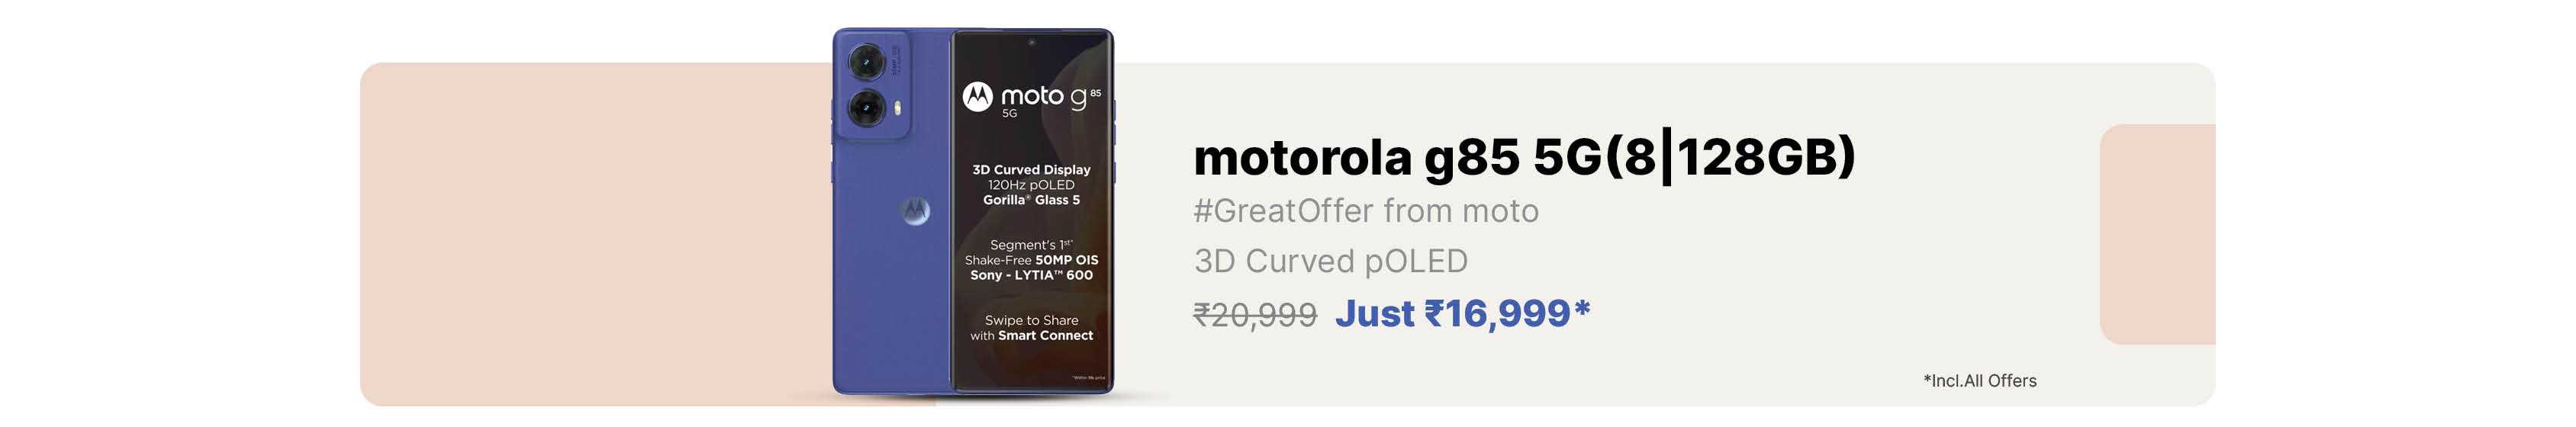 moto g 85
5G
3D Curved Display
120Hz pOLED
Gorilla® Glass 5
Segment's 1st*
Shake-Free 50MP OIS
Sony - LYTIA™ 600
Swipe to Share
with Smart Connect
motorola g85 5G(8|128GB)
#GreatOffer from moto
3D Curved pOLED
₹20,999 Just ₹16,999*
*Incl.All Offers